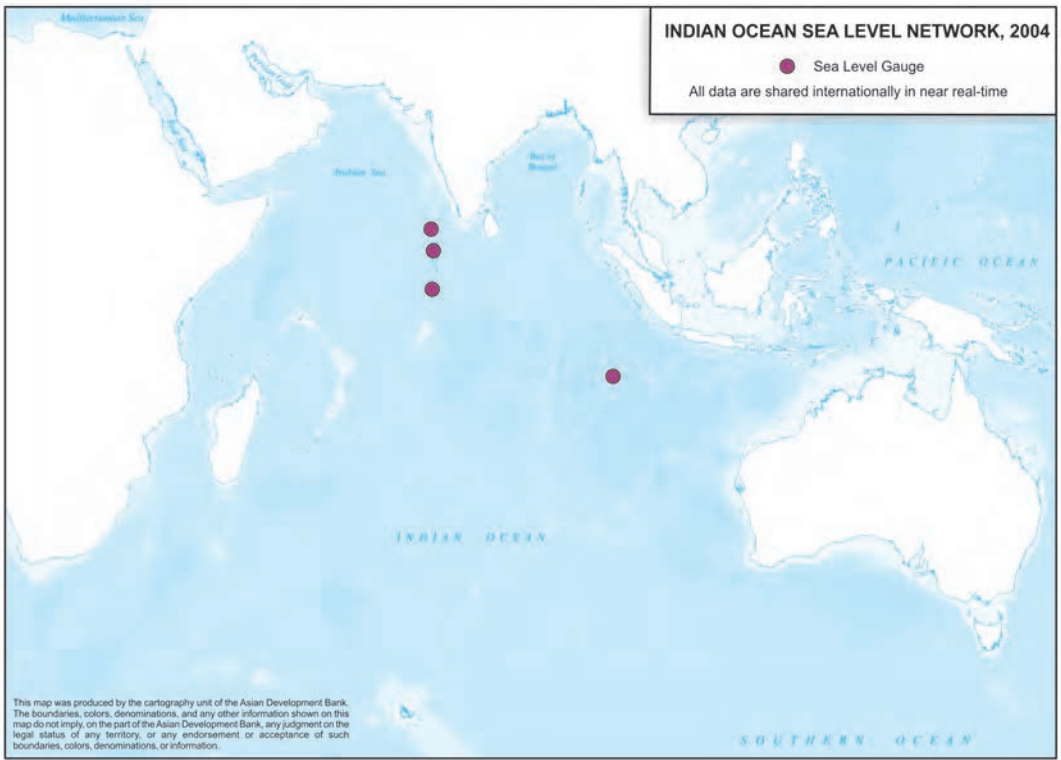 Mediterranean Sea
INDIAN OCEAN SEA LEVEL NETWORK, 2004
Sea Level Gauge
All data are shared internationally in near real-time
Persian Gulf
Red Sea
Arabian Sea
Bay of
Bengal
PACIFIC OCEAN
INDIAN OCEAN
This map was produced by the cartography unit of the Asian Development Bank.
The boundaries, colors, denominations, and any other information shown on this
map do not imply, on the part of the Asian Development Bank, any judgment on the
legal status of any territory, or any endorsement or acceptance of such
boundaries, colors, denominations, or information.
SOUTHERN OCEAN